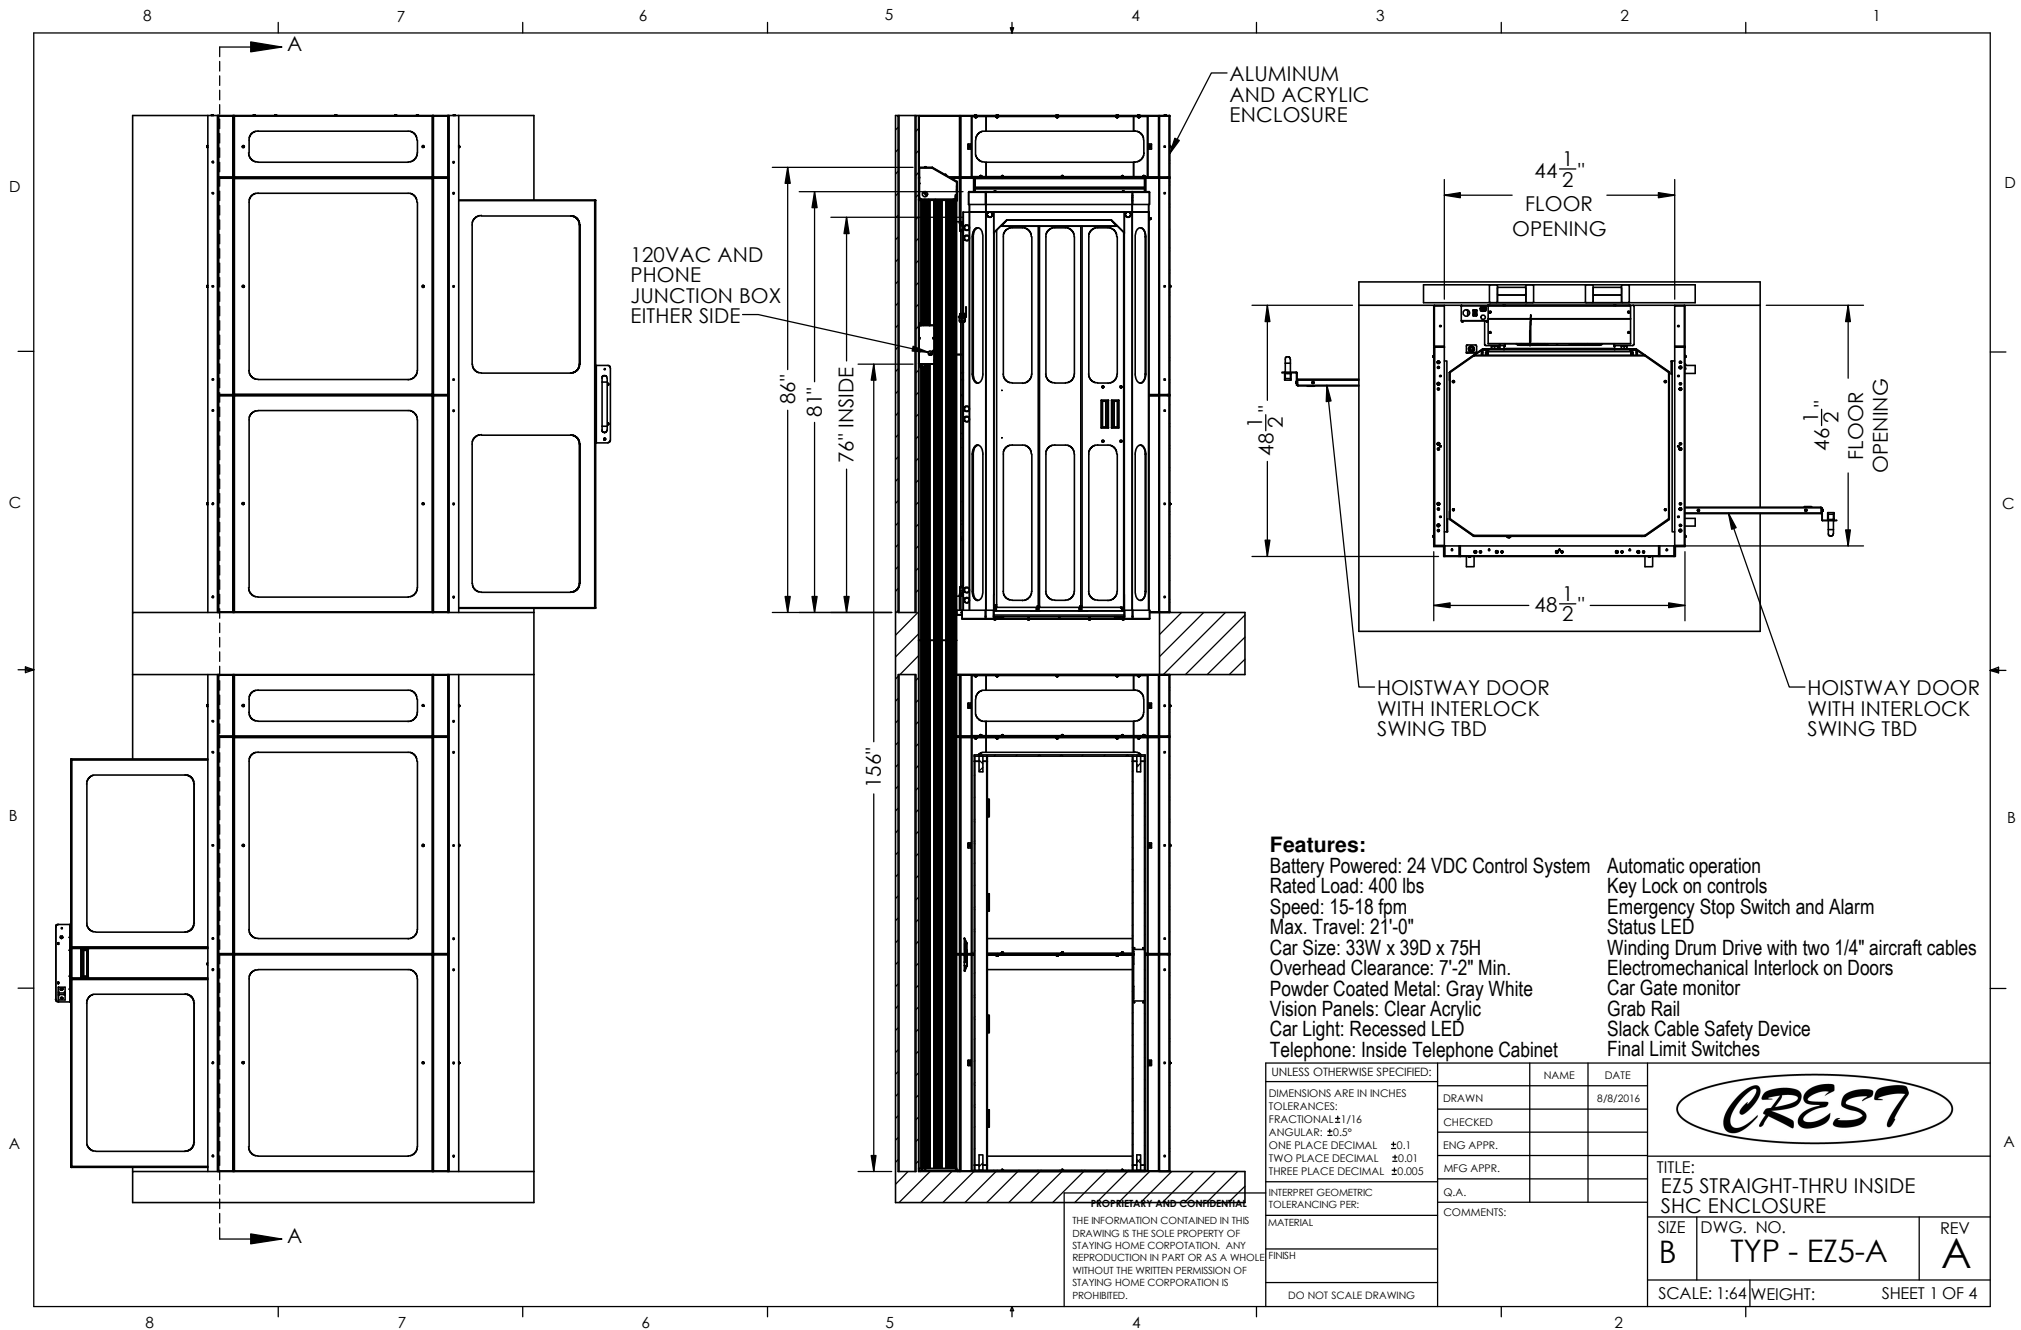 8 7 6 5 4 3 2 1
A
ALUMINUM
AND ACRYLIC
ENCLOSURE
D
D
44 1/2"
FLOOR
OPENING
120VAC AND
PHONE
JUNCTION BOX
EITHER SIDE
86"
81"
76" INSIDE
48 1/2"
46 1/2"
FLOOR
OPENING
C
C
48 1/2"
HOISTWAY DOOR
WITH INTERLOCK
SWING TBD
HOISTWAY DOOR
WITH INTERLOCK
SWING TBD
156"
B
B
Features:
Battery Powered: 24 VDC Control System
Rated Load: 400 lbs
Speed: 15-18 fpm
Max. Travel: 21'-0"
Car Size: 33W x 39D x 75H
Overhead Clearance: 7'-2" Min.
Powder Coated Metal: Gray White
Vision Panels: Clear Acrylic
Car Light: Recessed LED
Telephone: Inside Telephone Cabinet
Automatic operation
Key Lock on controls
Emergency Stop Switch and Alarm
Status LED
Winding Drum Drive with two 1/4" aircraft cables
Electromechanical Interlock on Doors
Car Gate monitor
Grab Rail
Slack Cable Safety Device
Final Limit Switches
A
A
A
PROPRIETARY AND CONFIDENTIAL
THE INFORMATION CONTAINED IN THIS
DRAWING IS THE SOLE PROPERTY OF
STAYING HOME CORPOTATION. ANY
REPRODUCTION IN PART OR AS A WHOLE
WITHOUT THE WRITTEN PERMISSION OF
STAYING HOME CORPORATION IS
PROHIBITED.
UNLESS OTHERWISE SPECIFIED:
DIMENSIONS ARE IN INCHES
TOLERANCES:
FRACTIONAL±1/16
ANGULAR: ±0.5°
ONE PLACE DECIMAL ±0.1
TWO PLACE DECIMAL ±0.01
THREE PLACE DECIMAL ±0.005
INTERPRET GEOMETRIC
TOLERANCING PER:
MATERIAL
FINISH
DO NOT SCALE DRAWING
NAME DATE
DRAWN 8/8/2016
CHECKED
ENG APPR.
MFG APPR.
Q.A.
COMMENTS:
CREST
TITLE:
EZ5 STRAIGHT-THRU INSIDE
SHC ENCLOSURE
SIZE DWG. NO. REV
B TYP - EZ5-A A
SCALE: 1:64 WEIGHT: SHEET 1 OF 4
8 7 6 5 4 2